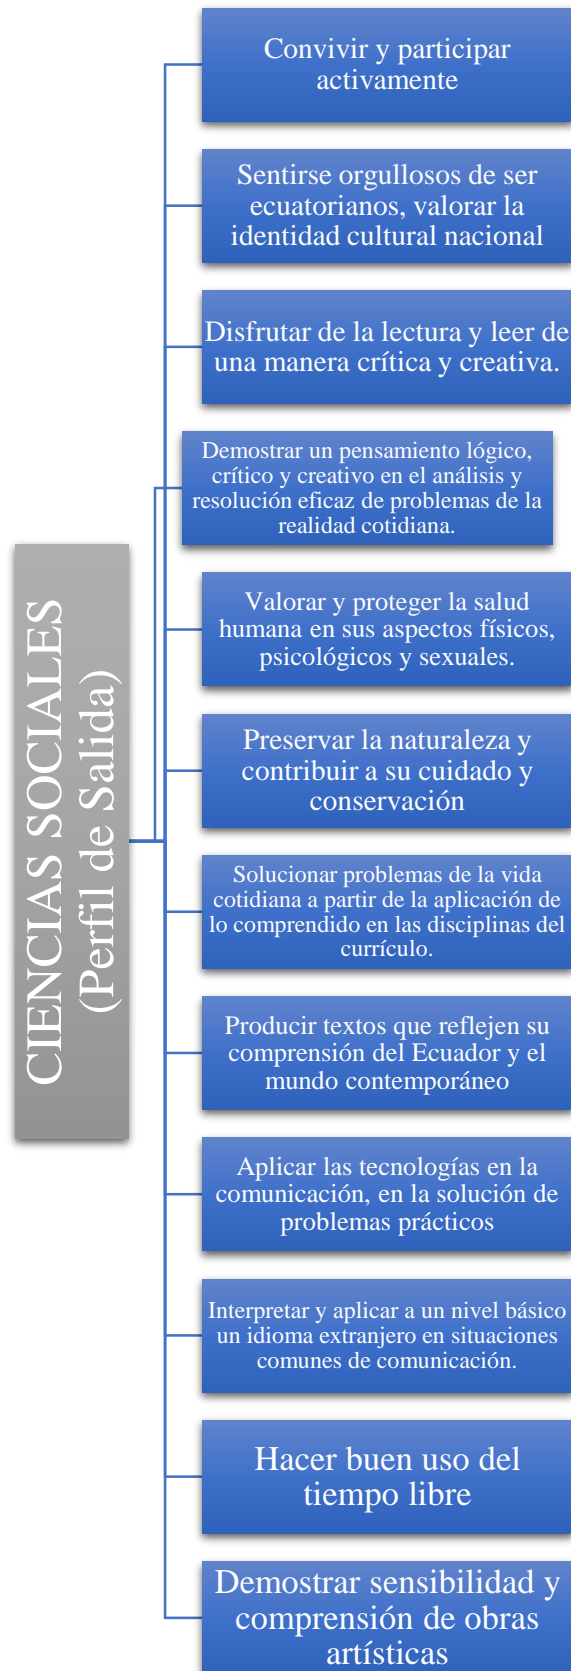 CIENCIAS SOCIALES
(Perfil de Salida)
Convivir y participar
activamente
Sentirse orgullosos de ser
ecuatorianos, valorar la
identidad cultural nacional
Disfrutar de la lectura y leer de
una manera crítica y creativa.
Demostrar un pensamiento lógico,
crítico y creativo en el análisis y
resolución eficaz de problemas de la
realidad cotidiana.
Valorar y proteger la salud
humana en sus aspectos físicos,
psicológicos y sexuales.
Preservar la naturaleza y
contribuir a su cuidado y
conservación
Solucionar problemas de la vida
cotidiana a partir de la aplicación de
lo comprendido en las disciplinas del
currículo.
Producir textos que reflejen su
comprensión del Ecuador y el
mundo contemporáneo
Aplicar las tecnologías en la
comunicación, en la solución de
problemas prácticos
Interpretar y aplicar a un nivel básico
un idioma extranjero en situaciones
comunes de comunicación.
Hacer buen uso del
tiempo libre
Demostrar sensibilidad y
comprensión de obras
artísticas